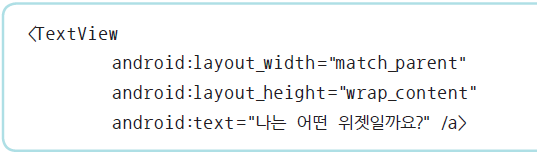 <TextView
android:layout_width="match_parent"
android:layout_height="wrap_content"
android:text="나는 어떤 위젯일까요?" /a>